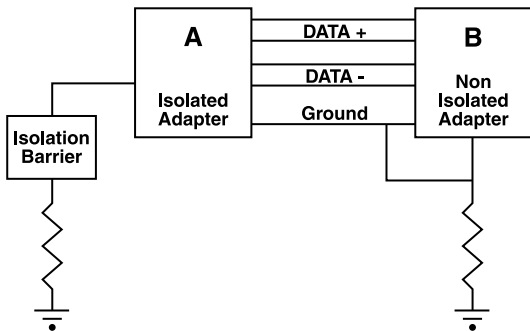 A
Isolated
Adapter
DATA +
DATA -
Ground
B
Non
Isolated
Adapter
Isolation
Barrier